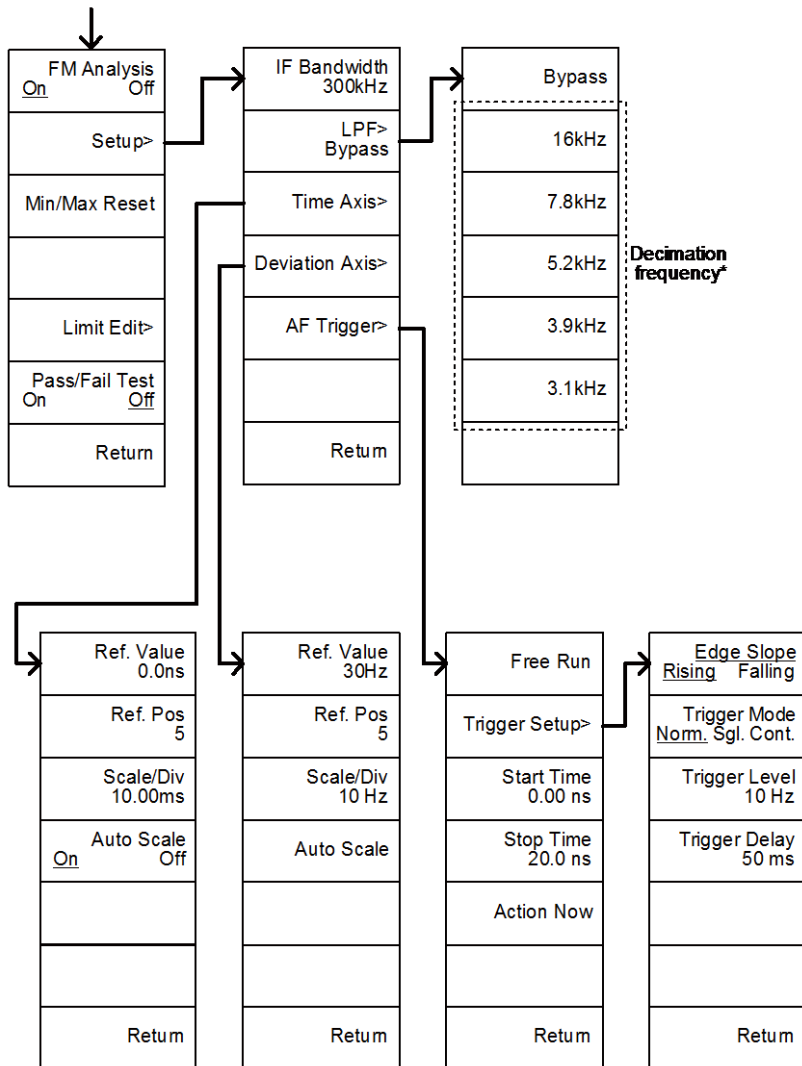 FM Analysis
On Off
Setup>
Min/Max Reset
Limit Edit>
Pass/Fail Test
On Off
Return
IF Bandwidth
300kHz
LPF>
Bypass
Time Axis>
Deviation Axis>
AF Trigger>
Return
Bypass
16kHz
7.8kHz
5.2kHz
3.9kHz
3.1kHz
Decimation
frequency*
Ref. Value
0.0ns
Ref. Pos
5
Scale/Div
10.00ms
Auto Scale
On Off
Return
Ref. Value
30Hz
Ref. Pos
5
Scale/Div
10 Hz
Auto Scale
Return
Free Run
Trigger Setup>
Start Time
0.00 ns
Stop Time
20.0 ns
Action Now
Return
Edge Slope
Rising Falling
Trigger Mode
Norm. Sgl. Cont.
Trigger Level
10 Hz
Trigger Delay
50 ms
Return